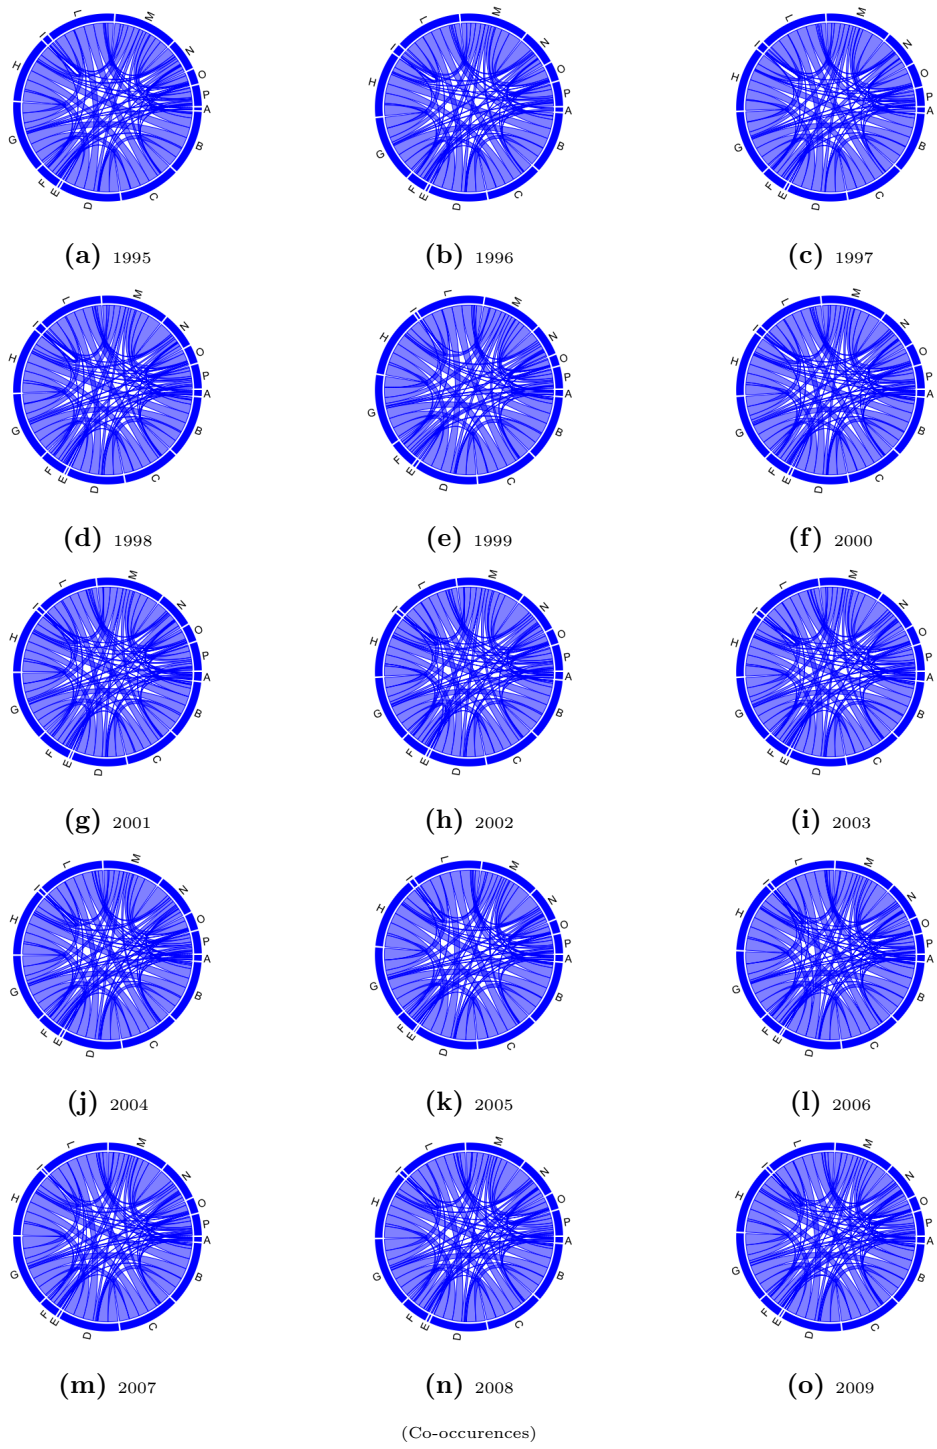 A B C D E F G H I L M N O P
A B C D E F G H I L M N O P
A B C D E F G H I L M N O P
(a) 1995
(b) 1996
(c) 1997
A B C D E F G H I L M N O P
A B C D E F G H I L M N O P
A B C D E F G H I L M N O P
(d) 1998
(e) 1999
(f) 2000
A B C D E F G H I L M N O P
A B C D E F G H I L M N O P
A B C D E F G H I L M N O P
(g) 2001
(h) 2002
(i) 2003
A B C D E F G H I L M N O P
A B C D E F G H I L M N O P
A B C D E F G H I L M N O P
(j) 2004
(k) 2005
(l) 2006
A B C D E F G H I L M N O P
A B C D E F G H I L M N O P
A B C D E F G H I L M N O P
(m) 2007
(n) 2008
(o) 2009
(Co-occurences)